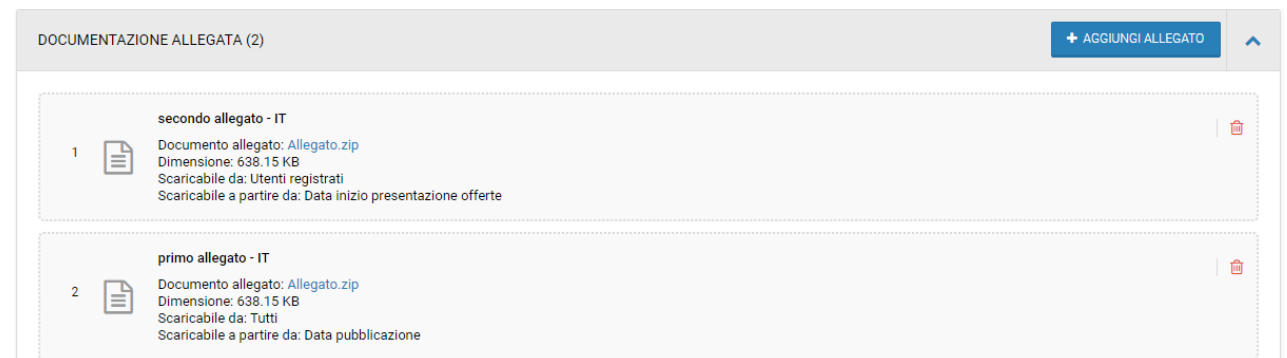 DOCUMENTAZIONE ALLEGATA (2)
+ AGGIUNGI ALLEGATO
1
secondo allegato - IT
Documento allegato: Allegato.zip
Dimensione: 638.15 KB
Scaricabile da: Utenti registrati
Scaricabile a partire da: Data inizio presentazione offerte
2
primo allegato - IT
Documento allegato: Allegato.zip
Dimensione: 638.15 KB
Scaricabile da: Tutti
Scaricabile a partire da: Data pubblicazione